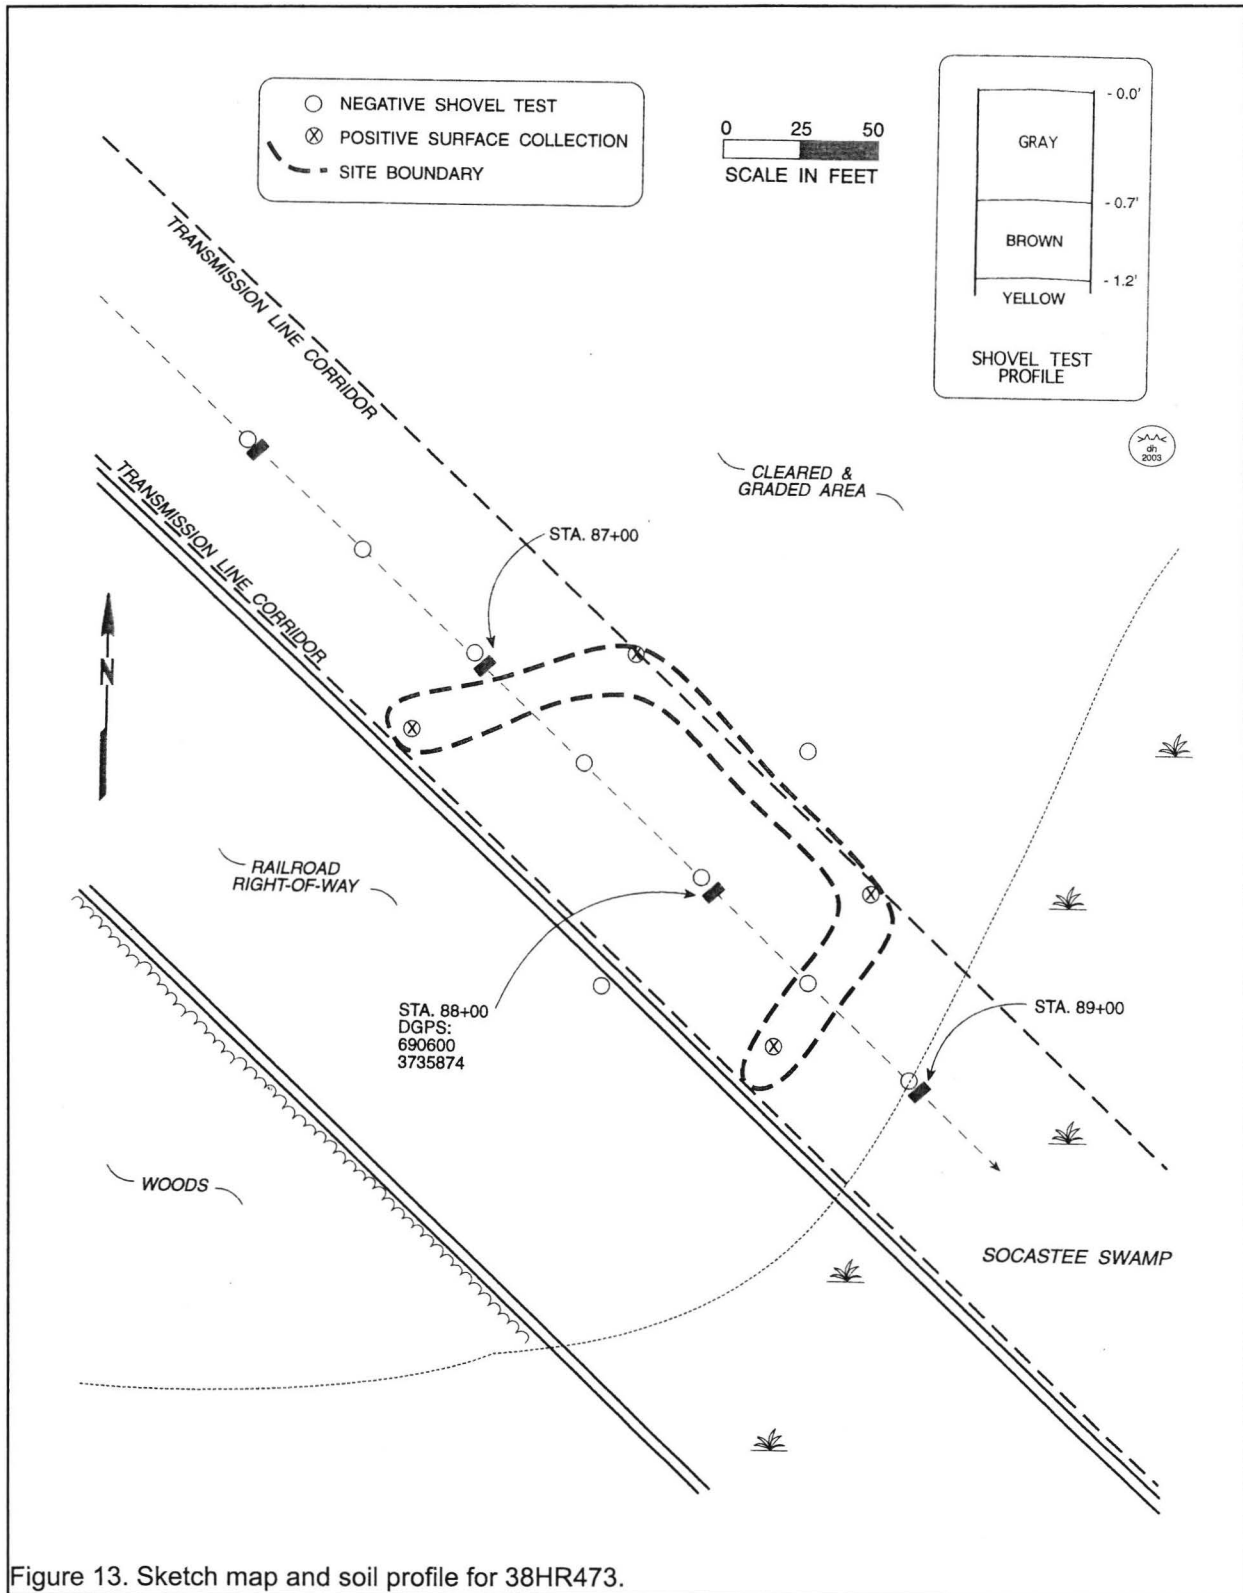 NEGATIVE SHOVEL TEST
POSITIVE SURFACE COLLECTION
SITE BOUNDARY
0 25 50
SCALE IN FEET
- 0.0'
GRAY
- 0.7'
BROWN
- 1.2'
YELLOW
SHOVEL TEST
PROFILE
dh
2003
TRANSMISSION LINE CORRIDOR
TRANSMISSION LINE CORRIDOR
CLEARED &
GRADED AREA
STA. 87+00
N
RAILROAD
RIGHT-OF-WAY
STA. 88+00
DGPS:
690600
3735874
STA. 89+00
WOODS
SOCASTEE SWAMP
Figure 13. Sketch map and soil profile for 38HR473.